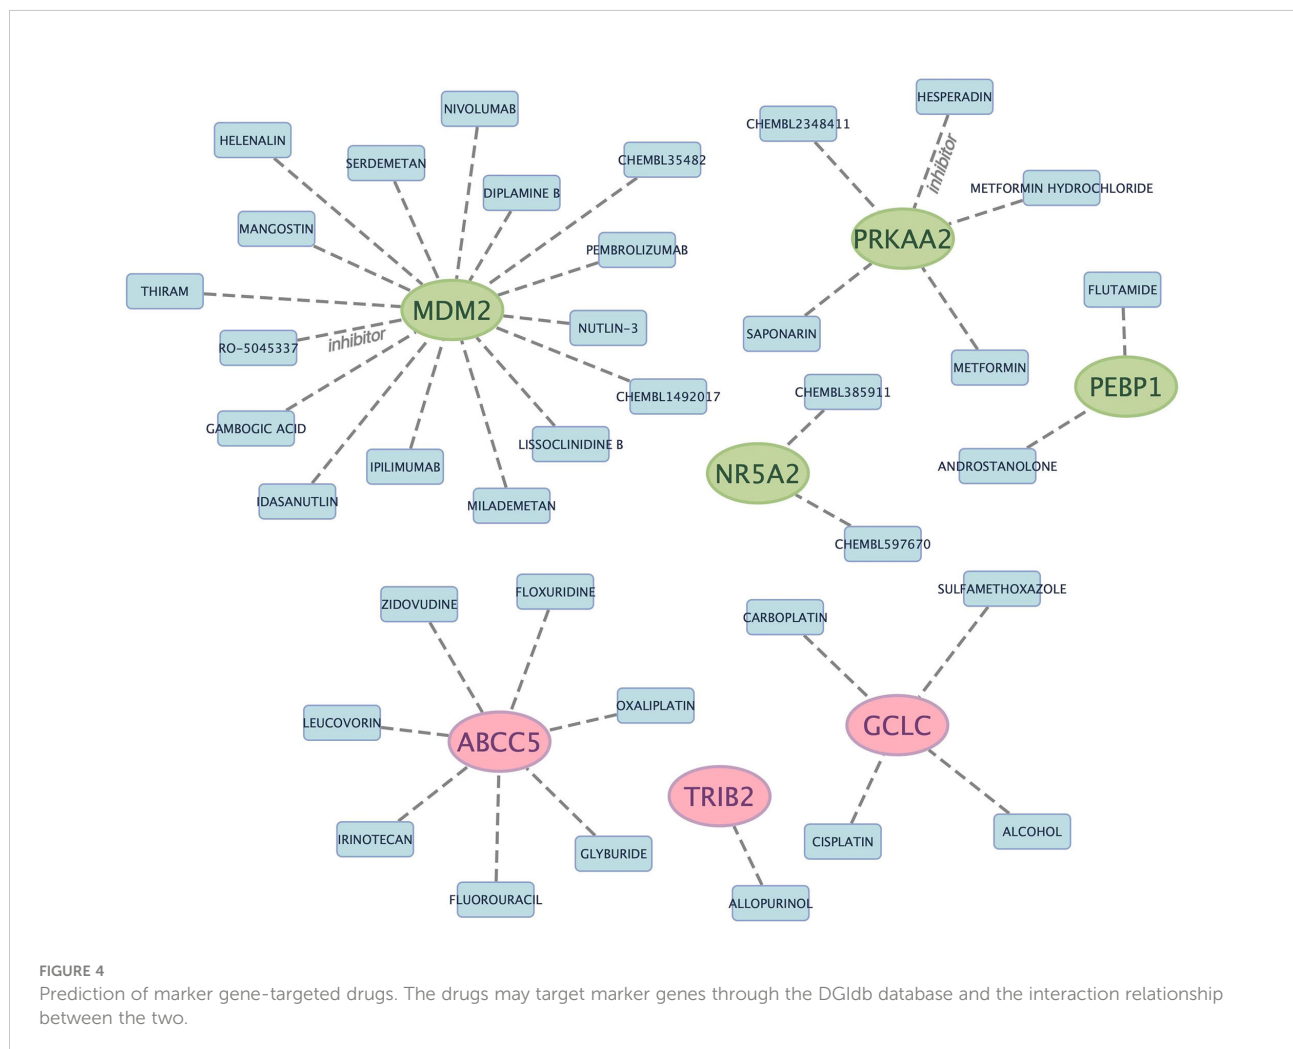 NIVOLUMAB
HELENALIN
SERDEMETAN
CHEMBL35482
DIPLAMINE B
MANGOSTIN
PEMBROLIZUMAB
THIRAM
MDM2
NUTLIN-3
RO-5045337
inhibitor
CHEMBL1492017
GAMBOGIC ACID
LISSOCLINIDINE B
IPILIMUMAB
IDASANUTLIN
MILADEMETAN
HESPERADIN
CHEMBL2348411
inhibitor
METFORMIN HYDROCHLORIDE
PRKAA2
SAPONARIN
METFORMIN
FLUTAMIDE
PEBP1
ANDROSTANOLONE
CHEMBL385911
NR5A2
CHEMBL597670
ZIDOVUDINE
FLOXURIDINE
LEUCOVORIN
OXALIPLATIN
ABCC5
IRINOTECAN
GLYBURIDE
FLUOROURACIL
TRIB2
ALLOPURINOL
SULFAMETHOXAZOLE
CARBOPLATIN
GCLC
CISPLATIN
ALCOHOL
FIGURE 4
Prediction of marker gene-targeted drugs. The drugs may target marker genes through the DGIdb database and the interaction relationship
between the two.